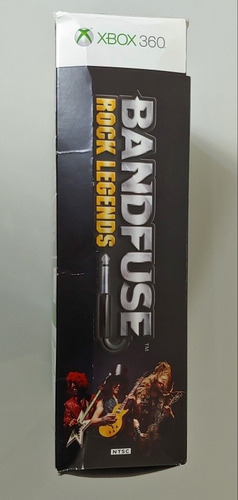 XBOX 360
BANDFUSE
TM
ROCK LEGENDS
NTSC